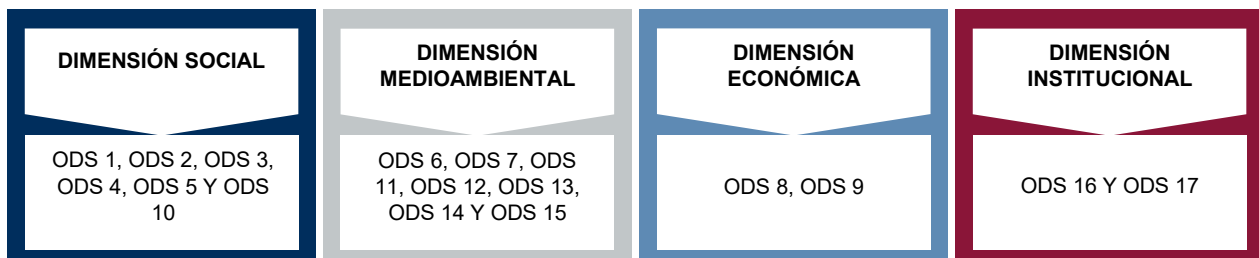 DIMENSIÓN SOCIAL
ODS 1, ODS 2, ODS 3,
ODS 4, ODS 5 Y ODS
10
DIMENSIÓN
MEDIOAMBIENTAL
ODS 6, ODS 7, ODS
11, ODS 12, ODS 13,
ODS 14 Y ODS 15
DIMENSIÓN
ECONÓMICA
ODS 8, ODS 9
DIMENSIÓN
INSTITUCIONAL
ODS 16 Y ODS 17